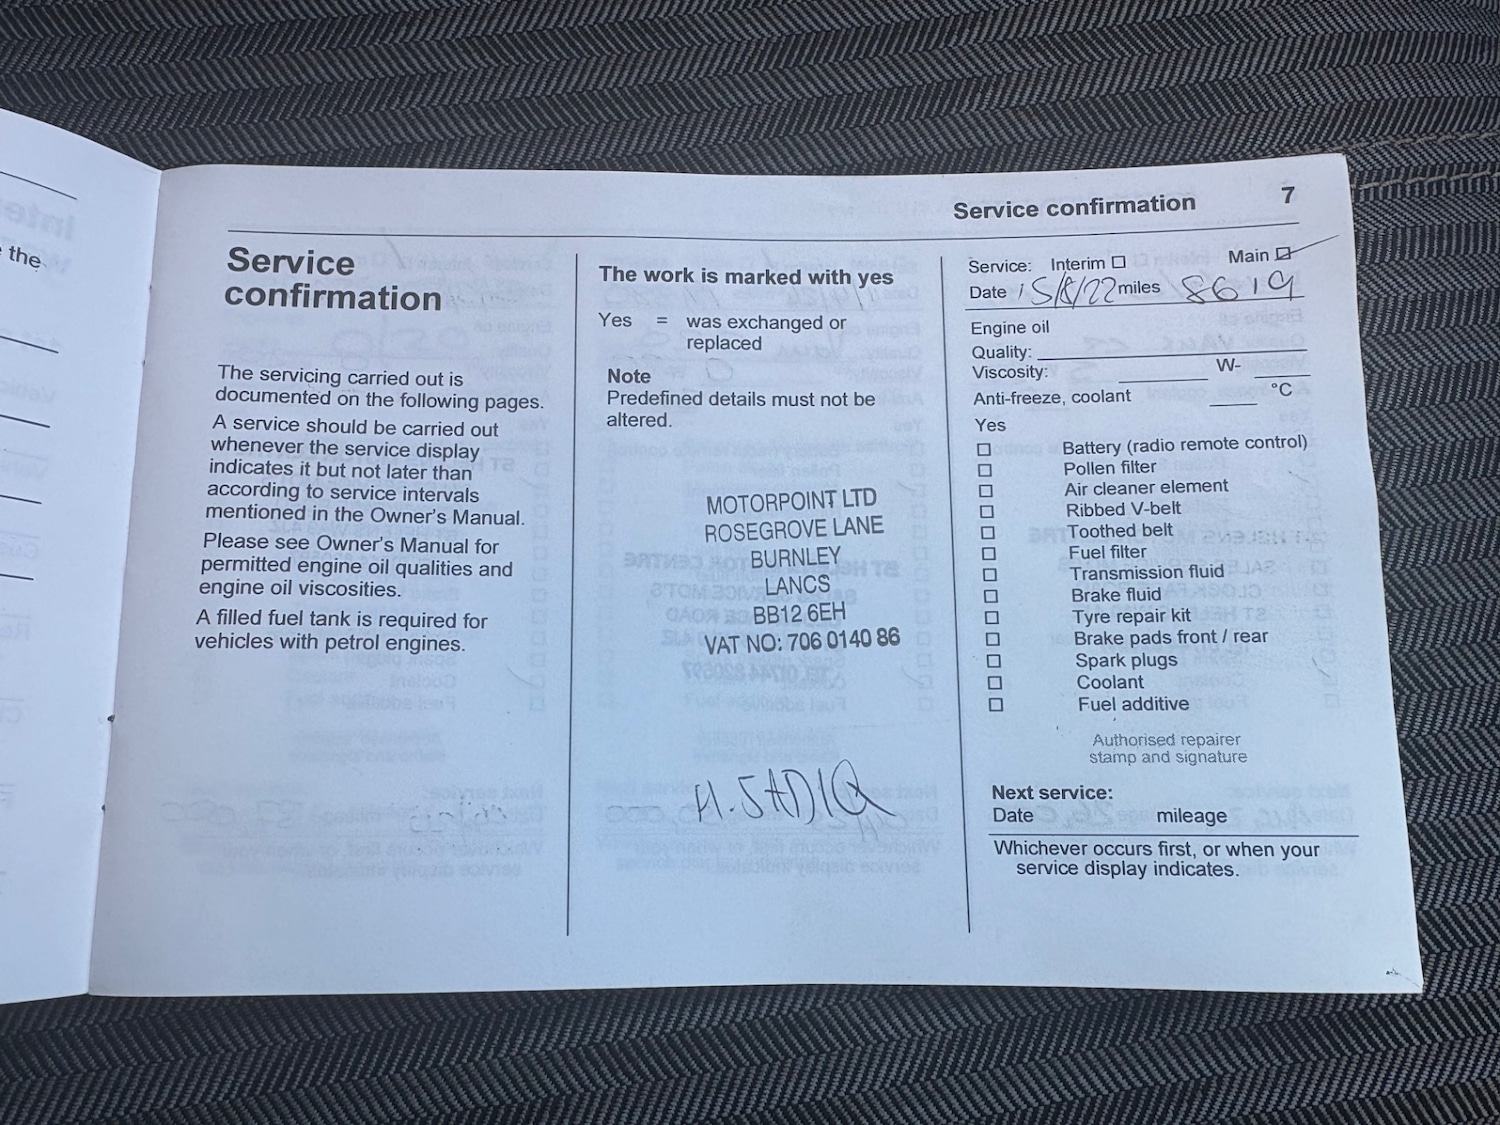 the
Service confirmation 7
Service
confirmation
The servicing carried out is
documented on the following pages.
A service should be carried out
whenever the service display
indicates it but not later than
according to service intervals
mentioned in the Owner's Manual.
Please see Owner's Manual for
permitted engine oil qualities and
engine oil viscosities.
A filled fuel tank is required for
vehicles with petrol engines.
The work is marked with yes
Yes = was exchanged or
replaced
Note
Predefined details must not be
altered.
MOTORPOINT LTD
ROSEGROVE LANE
BURNLEY
LANCS
BB12 6EH
VAT NO: 706 0140 86
H. SADIQ
Service: Interim ☐ Main ☑
Date 15/8/22 miles 8619
Engine oil
Quality:
Viscosity: W-
Anti-freeze, coolant °C
Yes
☐ Battery (radio remote control)
☐ Pollen filter
☐ Air cleaner element
☐ Ribbed V-belt
☐ Toothed belt
☐ Fuel filter
☐ Transmission fluid
☐ Brake fluid
☐ Tyre repair kit
☐ Brake pads front / rear
☐ Spark plugs
☐ Coolant
☐ Fuel additive
Authorised repairer
stamp and signature
Next service:
Date mileage
Whichever occurs first, or when your
service display indicates.